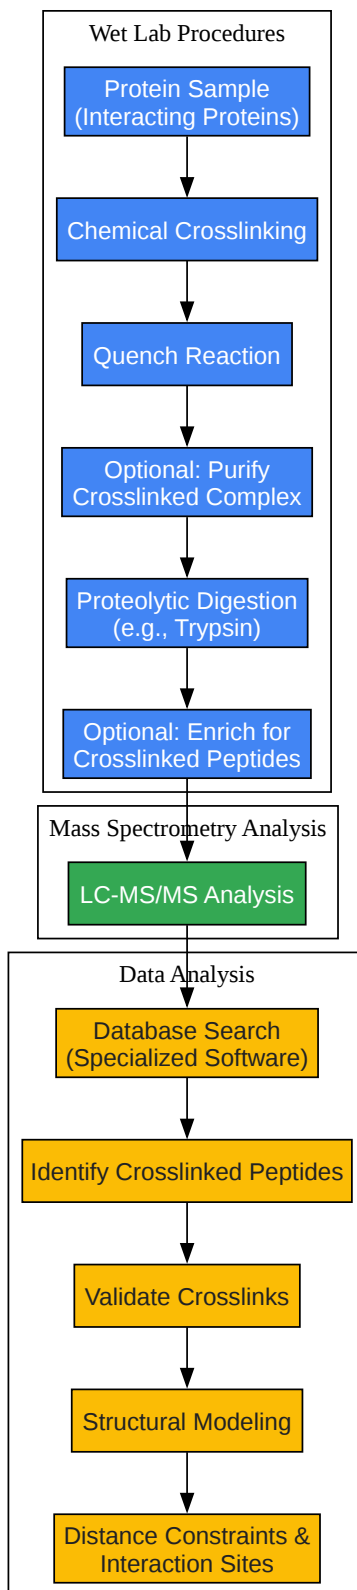 Wet Lab Procedures
Protein Sample
(Interacting Proteins)
Chemical Crosslinking
Quench Reaction
Optional: Purify
Crosslinked Complex
Proteolytic Digestion
(e.g., Trypsin)
Optional: Enrich for
Crosslinked Peptides
Mass Spectrometry Analysis
LC-MS/MS Analysis
Data Analysis
Database Search
(Specialized Software)
Identify Crosslinked Peptides
Validate Crosslinks
Structural Modeling
Distance Constraints &
Interaction Sites